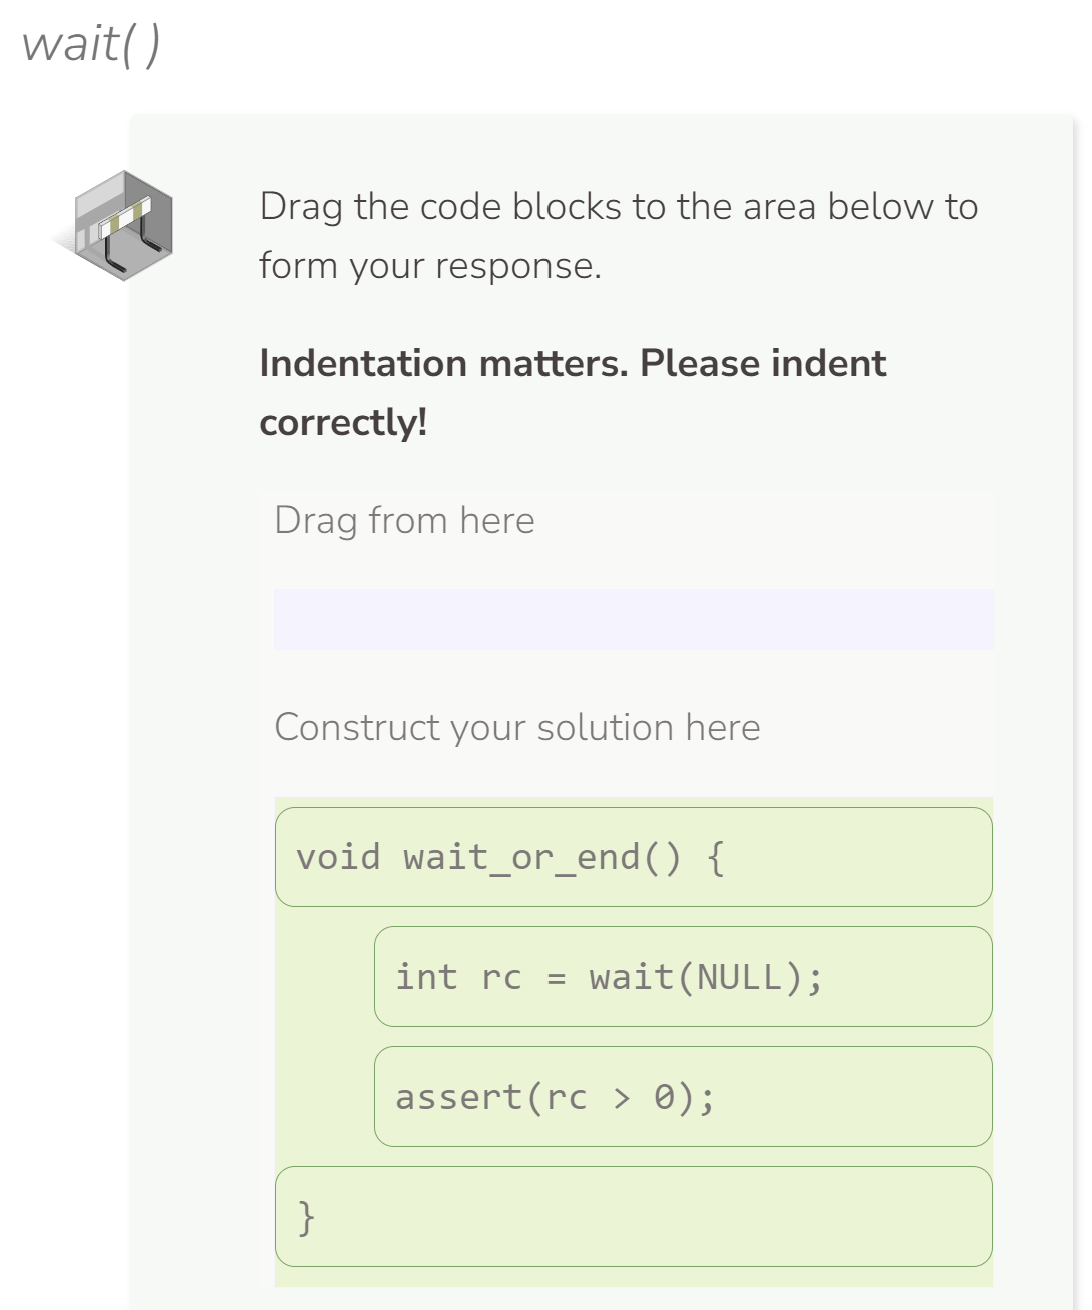 wait( )
Drag the code blocks to the area below to
form your response.
Indentation matters. Please indent
correctly!
Drag from here
Construct your solution here
void wait_or_end() {
int rc = wait(NULL);
assert(rc > 0);
}